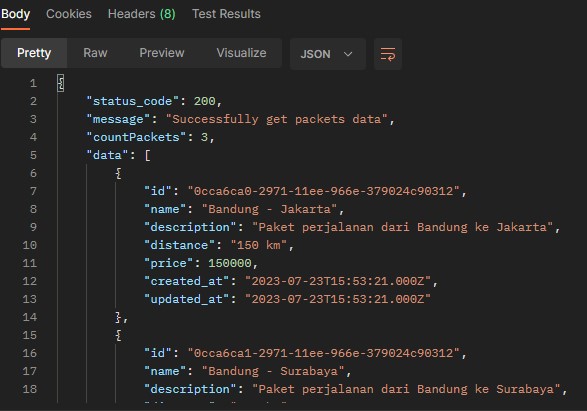 Body Cookies Headers (8) Test Results
Pretty Raw Preview Visualize JSON
1 {
2 "status_code": 200,
3 "message": "Successfully get packets data",
4 "countPackets": 3,
5 "data": [
6 {
7 "id": "0cca6ca0-2971-11ee-966e-379024c90312",
8 "name": "Bandung - Jakarta",
9 "description": "Paket perjalanan dari Bandung ke Jakarta",
10 "distance": "150 km",
11 "price": 150000,
12 "created_at": "2023-07-23T15:53:21.000Z",
13 "updated_at": "2023-07-23T15:53:21.000Z"
14 },
15 {
16 "id": "0cca6ca1-2971-11ee-966e-379024c90312",
17 "name": "Bandung - Surabaya",
18 "description": "Paket perjalanan dari Bandung ke Surabaya",